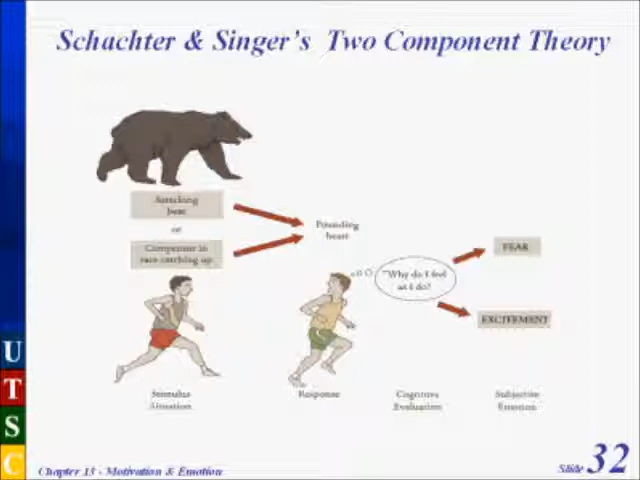 Schachter & Singer's Two Component Theory
Attacking
bear
or
Competitor in
race catching up
Pounding
heart
"Why do I feel
as I do?
FEAR
EXCITEMENT
Stimulus
Situation
Response
Cognitive
Evaluation
Subjective
Emotion
U
T
S
C
Chapter 13 - Motivation & Emotion
Slide 32